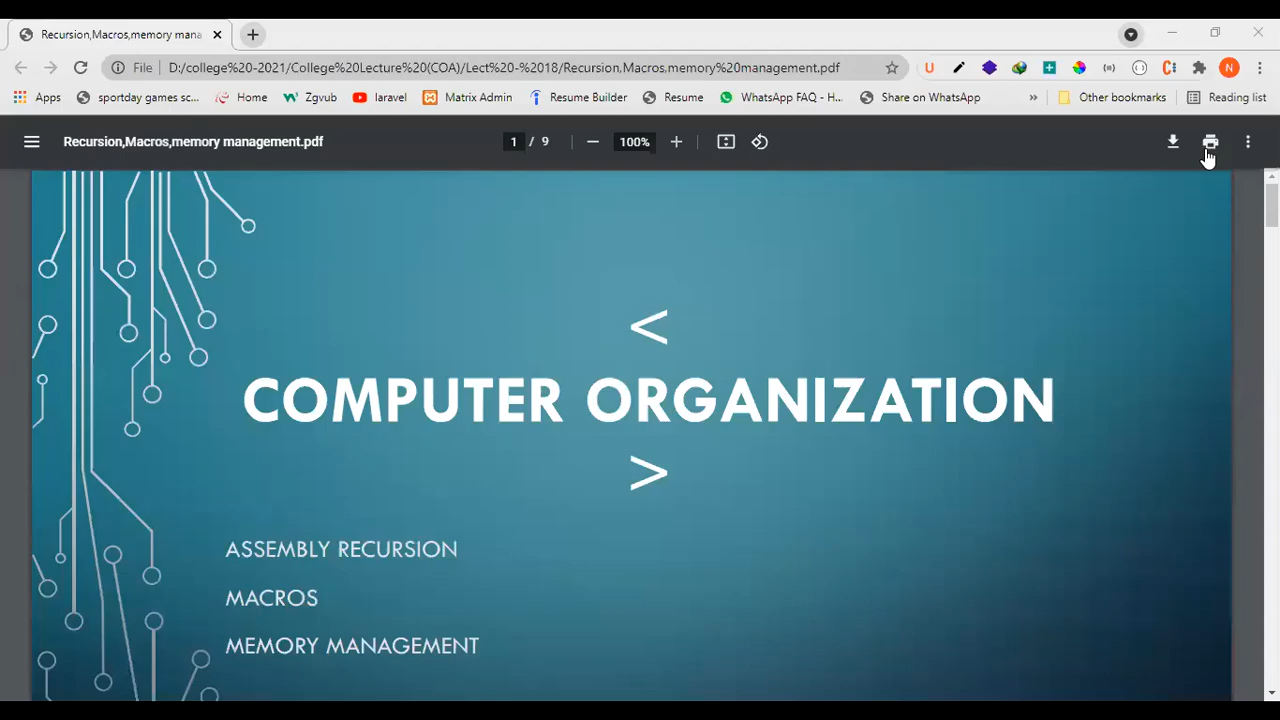 Recursion,Macros,memory mana
File D:/college%20-2021/College%20Lecture%20(COA)/Lect%20-%2018/Recursion.Macros,memory%20management.pdf
Apps sportday games sc... Home Zgvub laravel Matrix Admin Resume Builder Resume WhatsApp FAQ - H... Share on WhatsApp » Other bookmarks Reading list
Recursion,Macros,memory management.pdf 1 / 9 100%
<
COMPUTER ORGANIZATION
>
ASSEMBLY RECURSION
MACROS
MEMORY MANAGEMENT